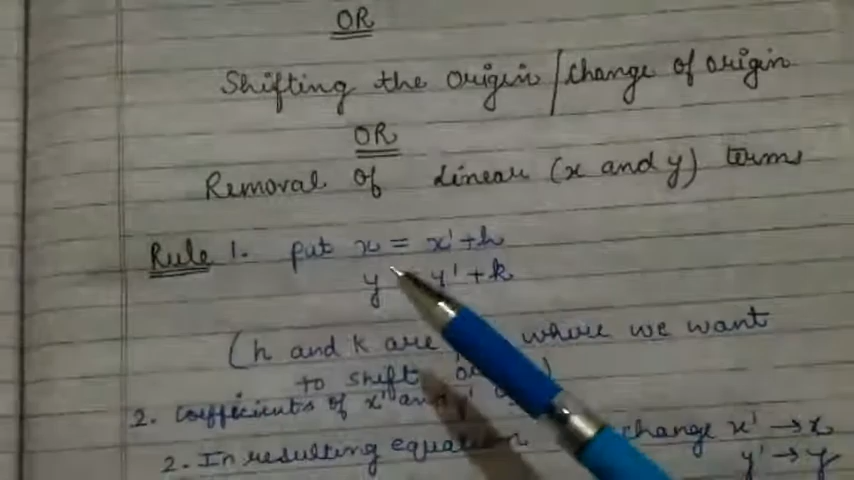 OR
Shifting the origin / change of origin
OR
Removal of Linear (x and y) terms
Rule 1. put x = x' + h
y y' + k
(h and k are where we want
to shift )
2. coefficients of x' and y'
2. In resulting equation change x' → x
y' → y